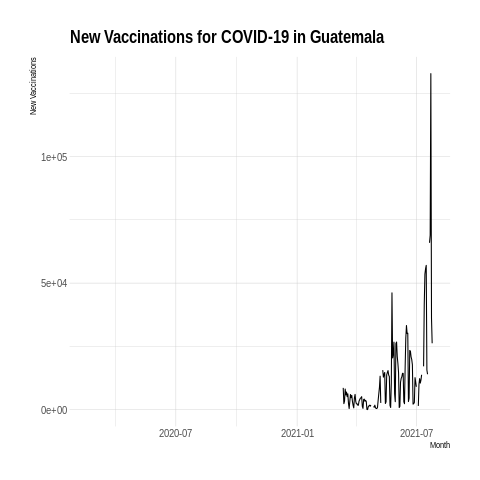 New Vaccinations for COVID-19 in Guatemala
New Vaccinations
1e+05
5e+04
0e+00
2020-07
2021-01
2021-07
Month